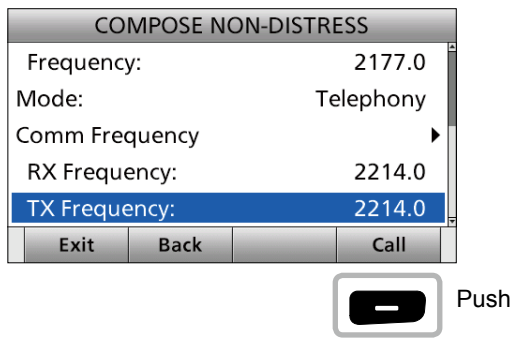 COMPOSE NON-DISTRESS
Frequency: 2177.0
Mode: Telephony
Comm Frequency
RX Frequency: 2214.0
TX Frequency: 2214.0
Exit Back Call
Push